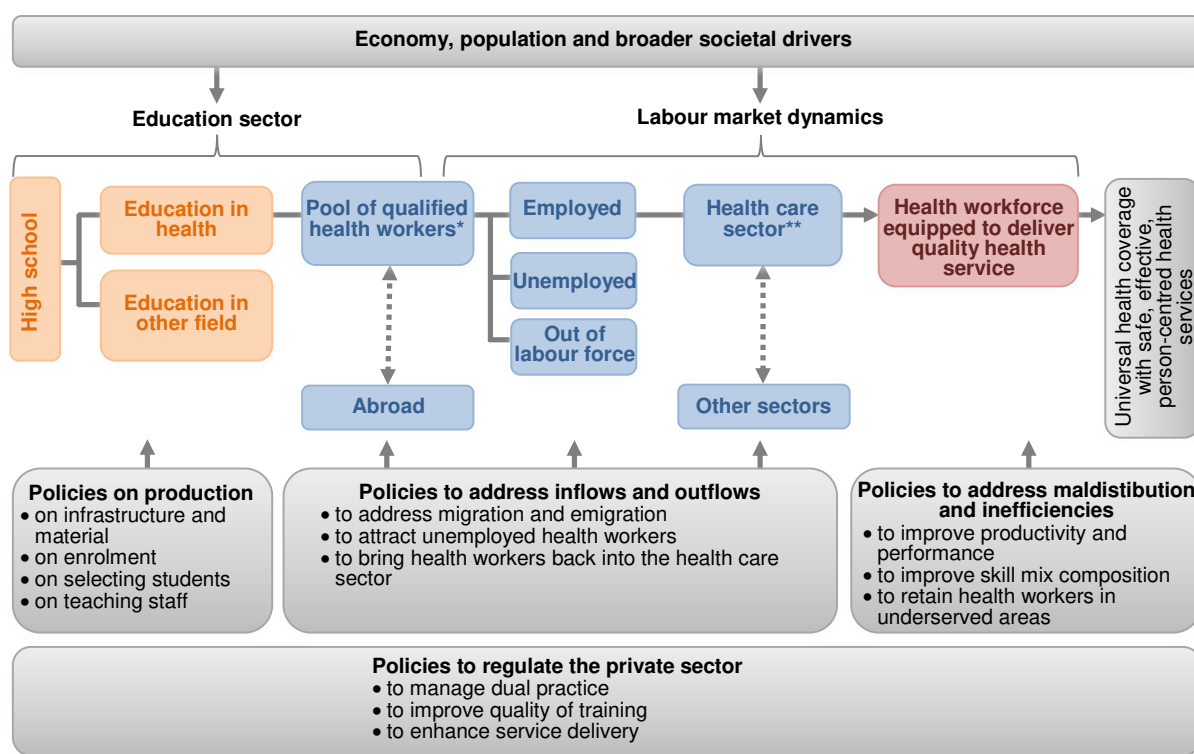 Economy, population and broader societal drivers
Education sector
Labour market dynamics
High school
Education in
health
Education in
other field
Pool of qualified
health workers*
Abroad
Employed
Unemployed
Out of
labour force
Health care
sector**
Other sectors
Health workforce
equipped to deliver
quality health
service
Universal health coverage
with safe, effective,
person-centred health
services
Policies on production
• on infrastructure and
material
• on enrolment
• on selecting students
• on teaching staff
Policies to address inflows and outflows
• to address migration and emigration
• to attract unemployed health workers
• to bring health workers back into the health care
sector
Policies to address maldistibution
and inefficiencies
• to improve productivity and
performance
• to improve skill mix composition
• to retain health workers in
underserved areas
Policies to regulate the private sector
• to manage dual practice
• to improve quality of training
• to enhance service delivery